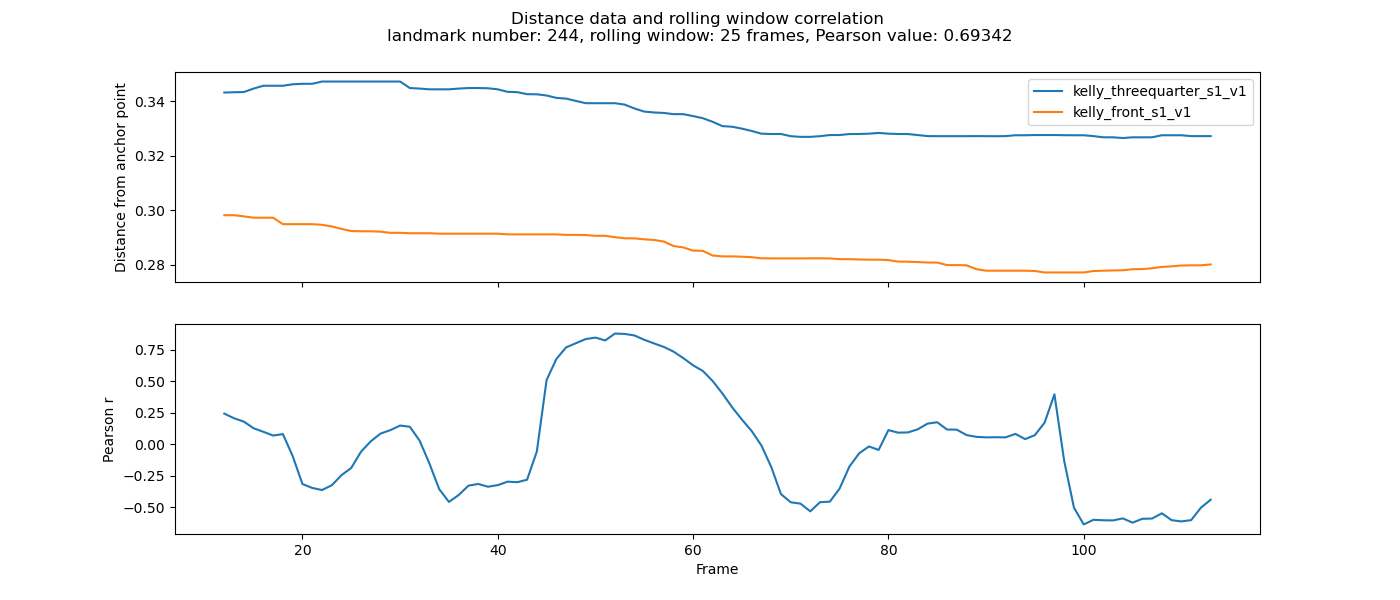 Distance data and rolling window correlation
landmark number: 244, rolling window: 25 frames, Pearson value: 0.69342
Distance from anchor point
0.34
0.32
0.30
0.28
kelly_threequarter_s1_v1
kelly_front_s1_v1
Pearson r
0.75
0.50
0.25
0.00
−0.25
−0.50
20
40
60
80
100
Frame